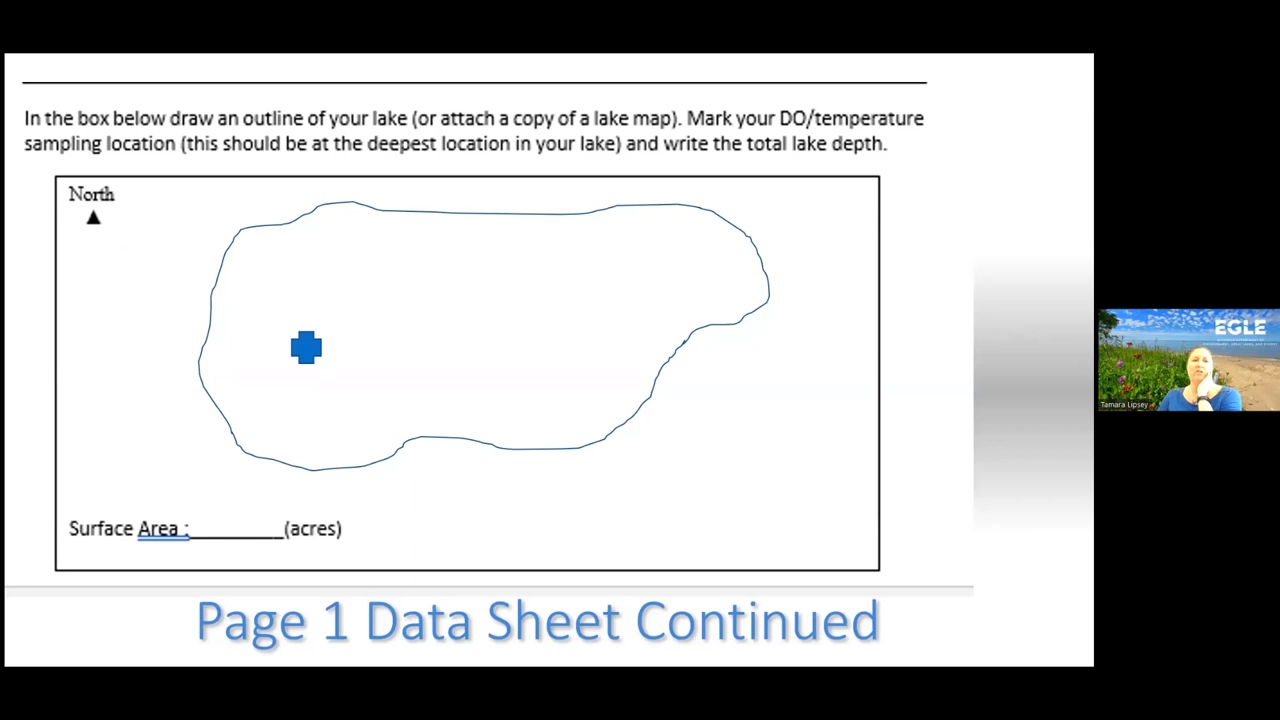 In the box below draw an outline of your lake (or attach a copy of a lake map). Mark your DO/temperature
sampling location (this should be at the deepest location in your lake) and write the total lake depth.
North
Surface Area :_________(acres)
Page 1 Data Sheet Continued
EGLE
Tamara Lipsey